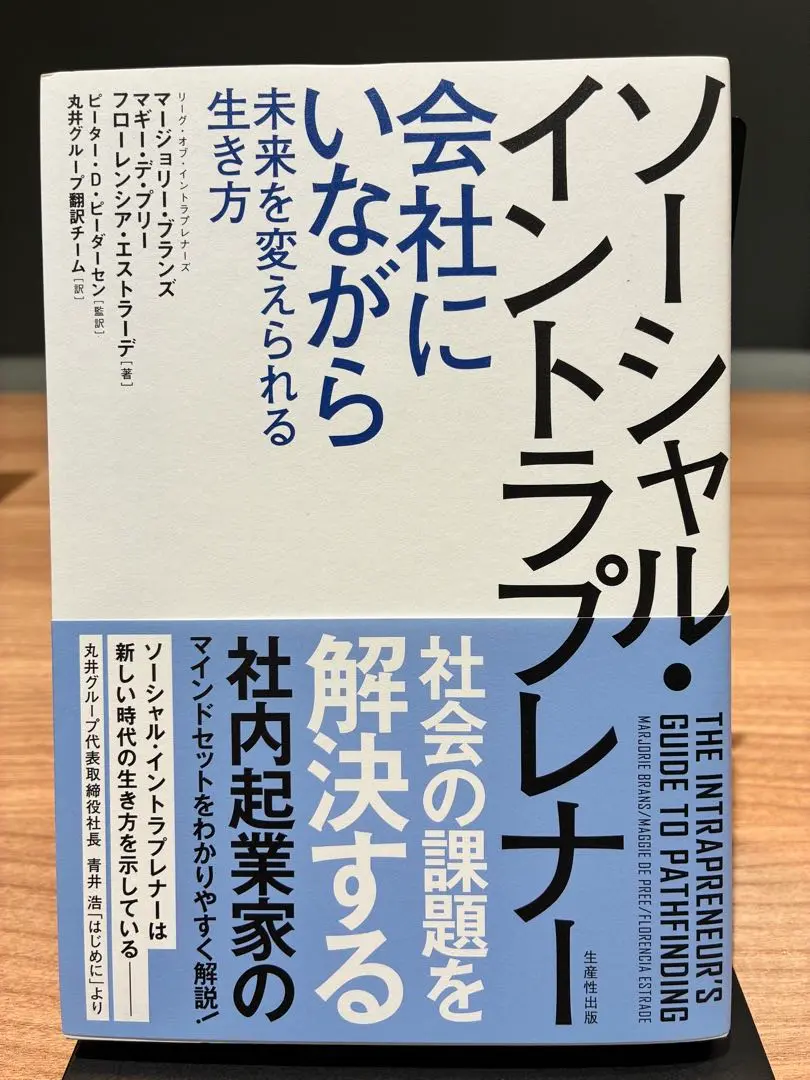 ソーシャル・
イントラプレナー
会社に
いながら
未来を変えられる
生き方
リーグ・オブ・イントラプレナーズ
マージョリー・ブランズ
マギー・デ・プリー
フローレンシア・エストラーデ［著］
ピーター・D・ピーダーセン［監訳］
丸井グループ翻訳チーム［訳］
THE INTRAPRENEUR'S
GUIDE TO PATHFINDING
MARJORIE BRANS/MAGGIE DE PREE/FLORENCIA ESTRADE
生産性出版
社会の課題を
解決する
社内起業家の
マインドセットをわかりやすく解説！
ソーシャル・イントラプレナーは
新しい時代の生き方を示している――
丸井グループ代表取締役社長 青井 浩「はじめに」より